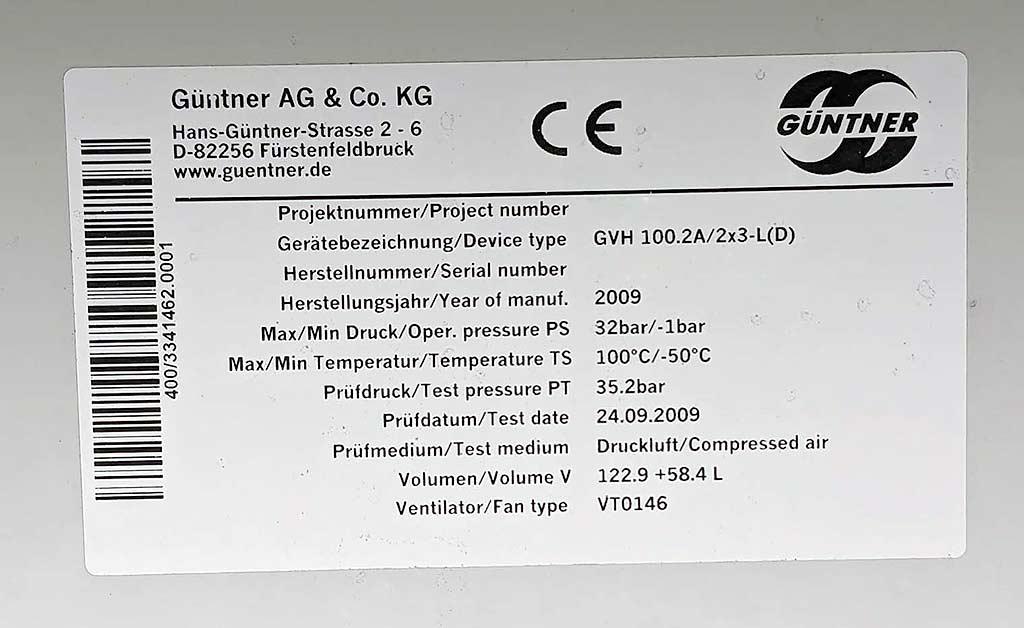 Güntner AG & Co. KG
Hans-Güntner-Strasse 2 - 6
D-82256 Fürstenfeldbruck
www.guentner.de
CE
GÜNTNER
400/3341462.0001
Projektnummer/Project number
Gerätebezeichnung/Device type GVH 100.2A/2x3-L(D)
Herstellnummer/Serial number
Herstellungsjahr/Year of manuf. 2009
Max/Min Druck/Oper. pressure PS 32bar/-1bar
Max/Min Temperatur/Temperature TS 100°C/-50°C
Prüfdruck/Test pressure PT 35.2bar
Prüfdatum/Test date 24.09.2009
Prüfmedium/Test medium Druckluft/Compressed air
Volumen/Volume V 122.9 +58.4 L
Ventilator/Fan type VT0146